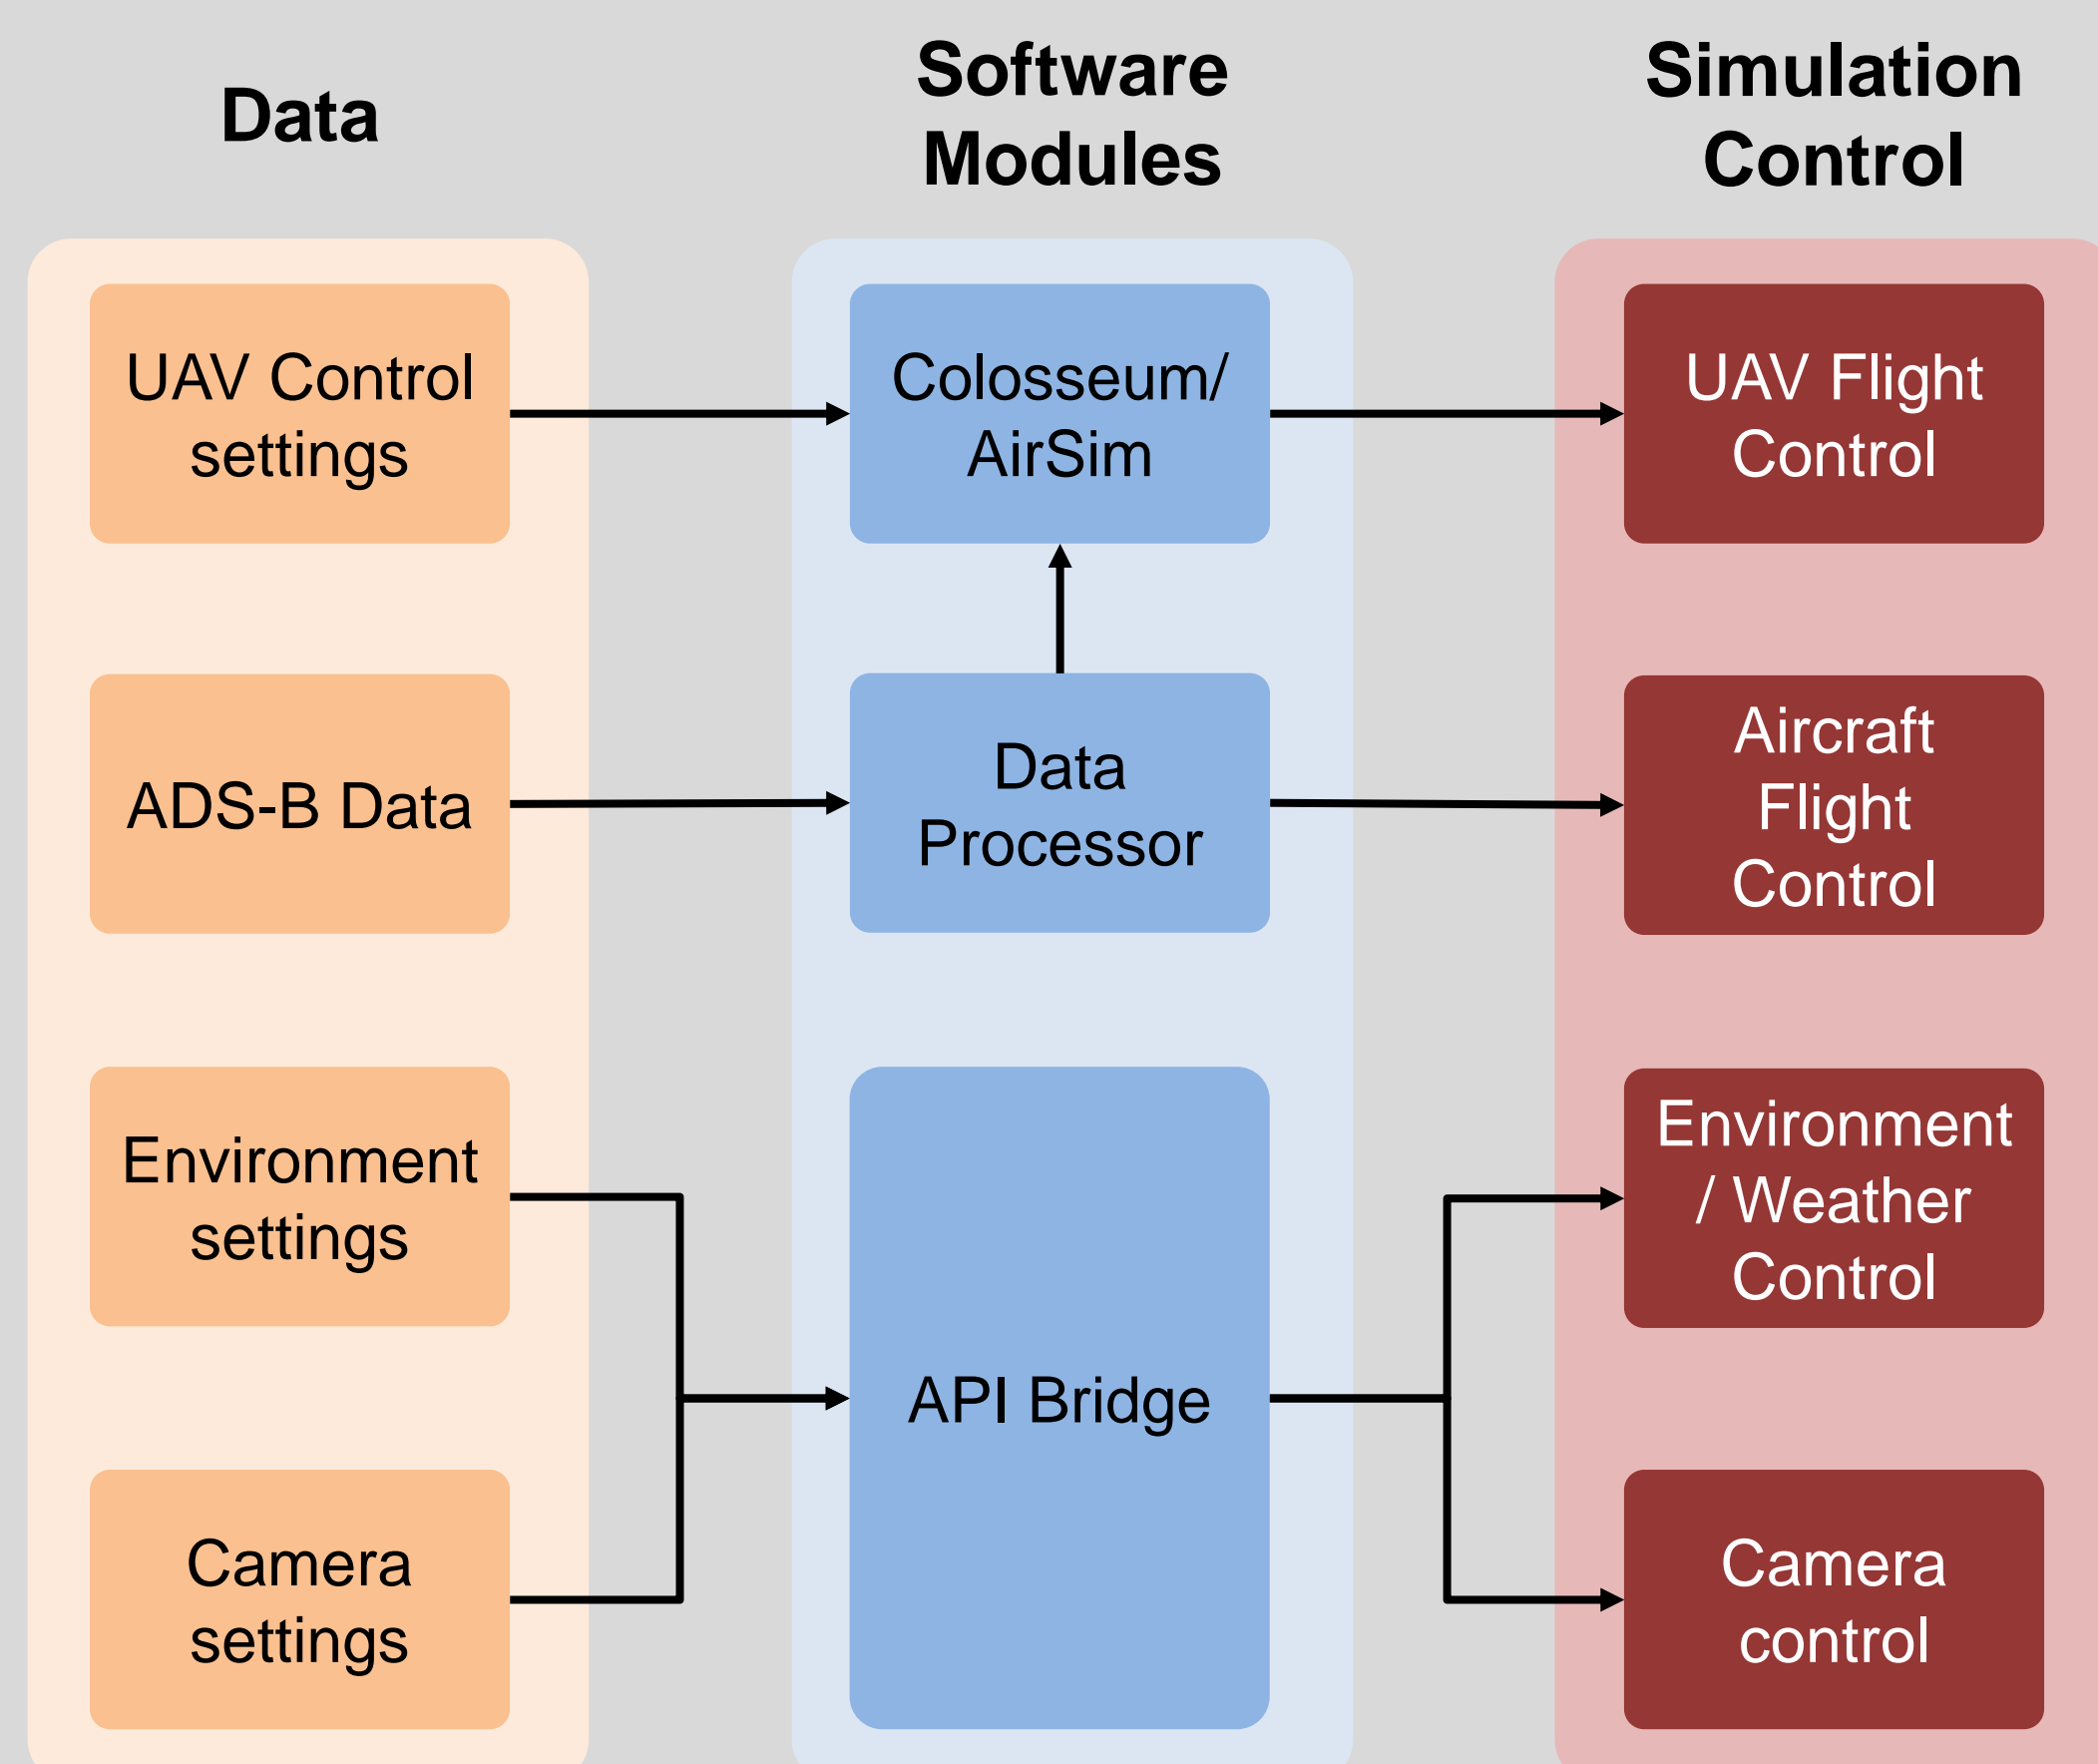 Data
Software
Modules
Simulation
Control
UAV Control
settings
Colosseum/
AirSim
UAV Flight
Control
ADS-B Data
Data
Processor
Aircraft
Flight
Control
Environment
settings
API Bridge
Environment
/ Weather
Control
Camera
settings
Camera
control